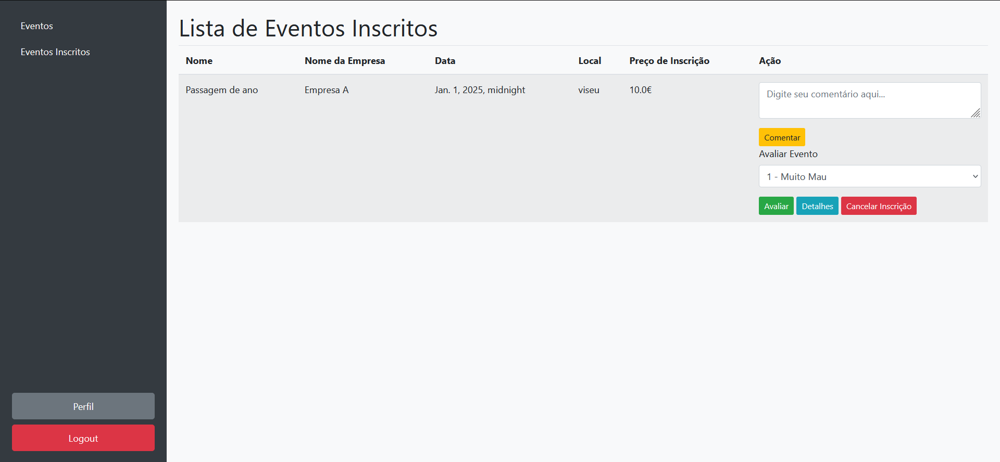 Eventos
Eventos Inscritos
Perfil
Logout
Lista de Eventos Inscritos
Nome Nome da Empresa Data Local Preço de Inscrição Ação
Passagem de ano Empresa A Jan. 1, 2025, midnight viseu 10.0€
Digite seu comentário aqui...
Comentar
Avaliar Evento
1 - Muito Mau
Avaliar Detalhes Cancelar Inscrição